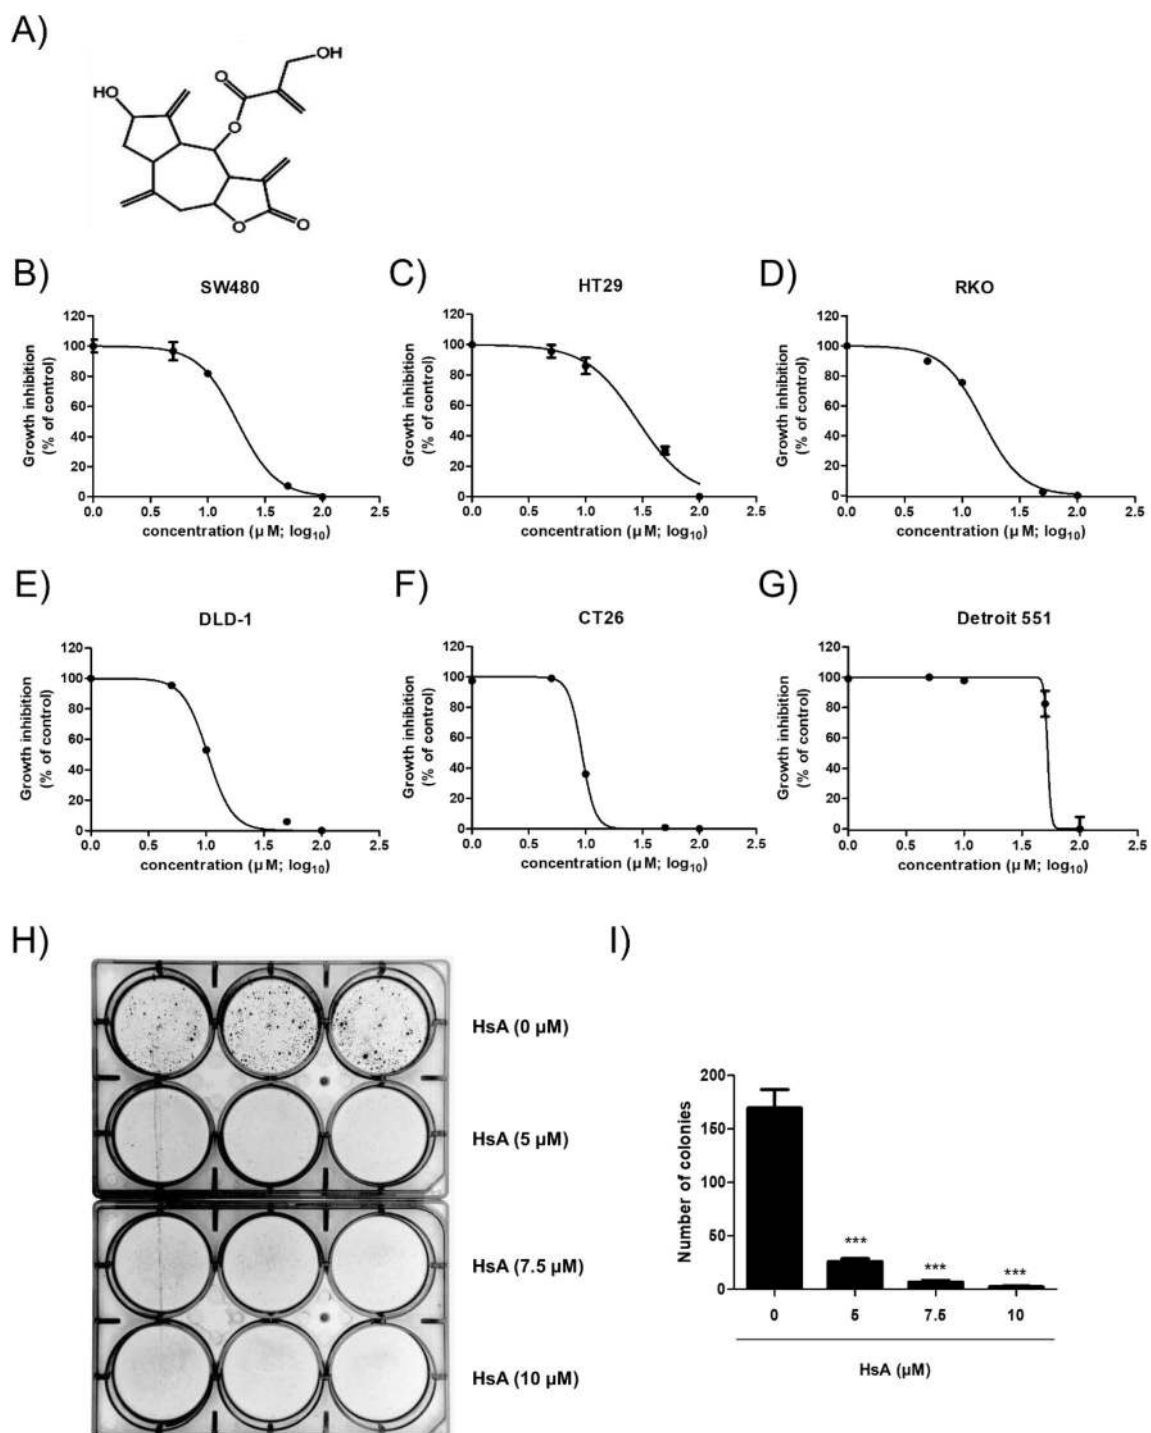 A)
OH
O
HO
O
O
O
B)
SW480
Growth inhibition
(% of control)
120
100
80
60
40
20
0
0.0 0.5 1.0 1.5 2.0 2.5
concentration (µM; log10)
C)
HT29
Growth inhibition
(% of control)
120
100
80
60
40
20
0
0.0 0.5 1.0 1.5 2.0 2.5
concentration (µM; log10)
D)
RKO
Growth inhibition
(% of control)
120
100
80
60
40
20
0
0.0 0.5 1.0 1.5 2.0 2.5
concentration (µM; log10)
E)
DLD-1
Growth inhibition
(% of control)
120
100
80
60
40
20
0
0.0 0.5 1.0 1.5 2.0 2.5
concentration (µM; log10)
F)
CT26
Growth inhibition
(% of control)
120
100
80
60
40
20
0
0.0 0.5 1.0 1.5 2.0 2.5
concentration (µM; log10)
G)
Detroit 551
Growth inhibition
(% of control)
120
100
80
60
40
20
0
0.0 0.5 1.0 1.5 2.0 2.5
concentration (µM; log10)
H)
HsA (0 µM)
HsA (5 µM)
HsA (7.5 µM)
HsA (10 µM)
I)
Number of colonies
200
150
100
50
0
*** *** ***
0 5 7.5 10
HsA (µM)